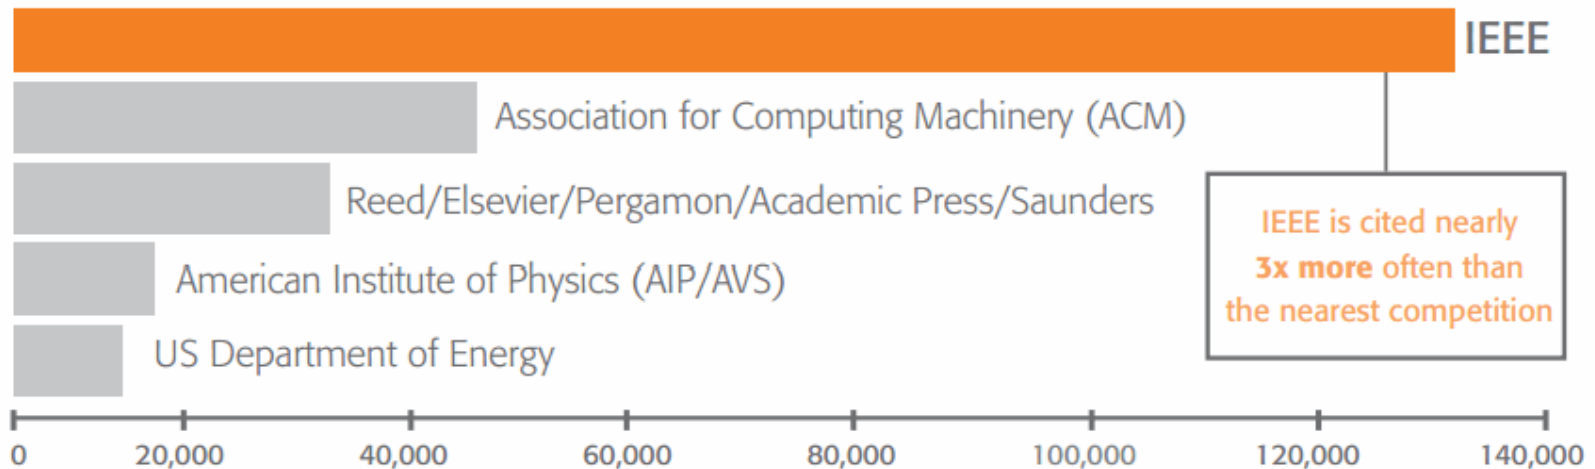 IEEE
Association for Computing Machinery (ACM)
Reed/Elsevier/Pergamon/Academic Press/Saunders
American Institute of Physics (AIP/AVS)
US Department of Energy
IEEE is cited nearly
3x more often than
the nearest competition
0 20,000 40,000 60,000 80,000 100,000 120,000 140,000